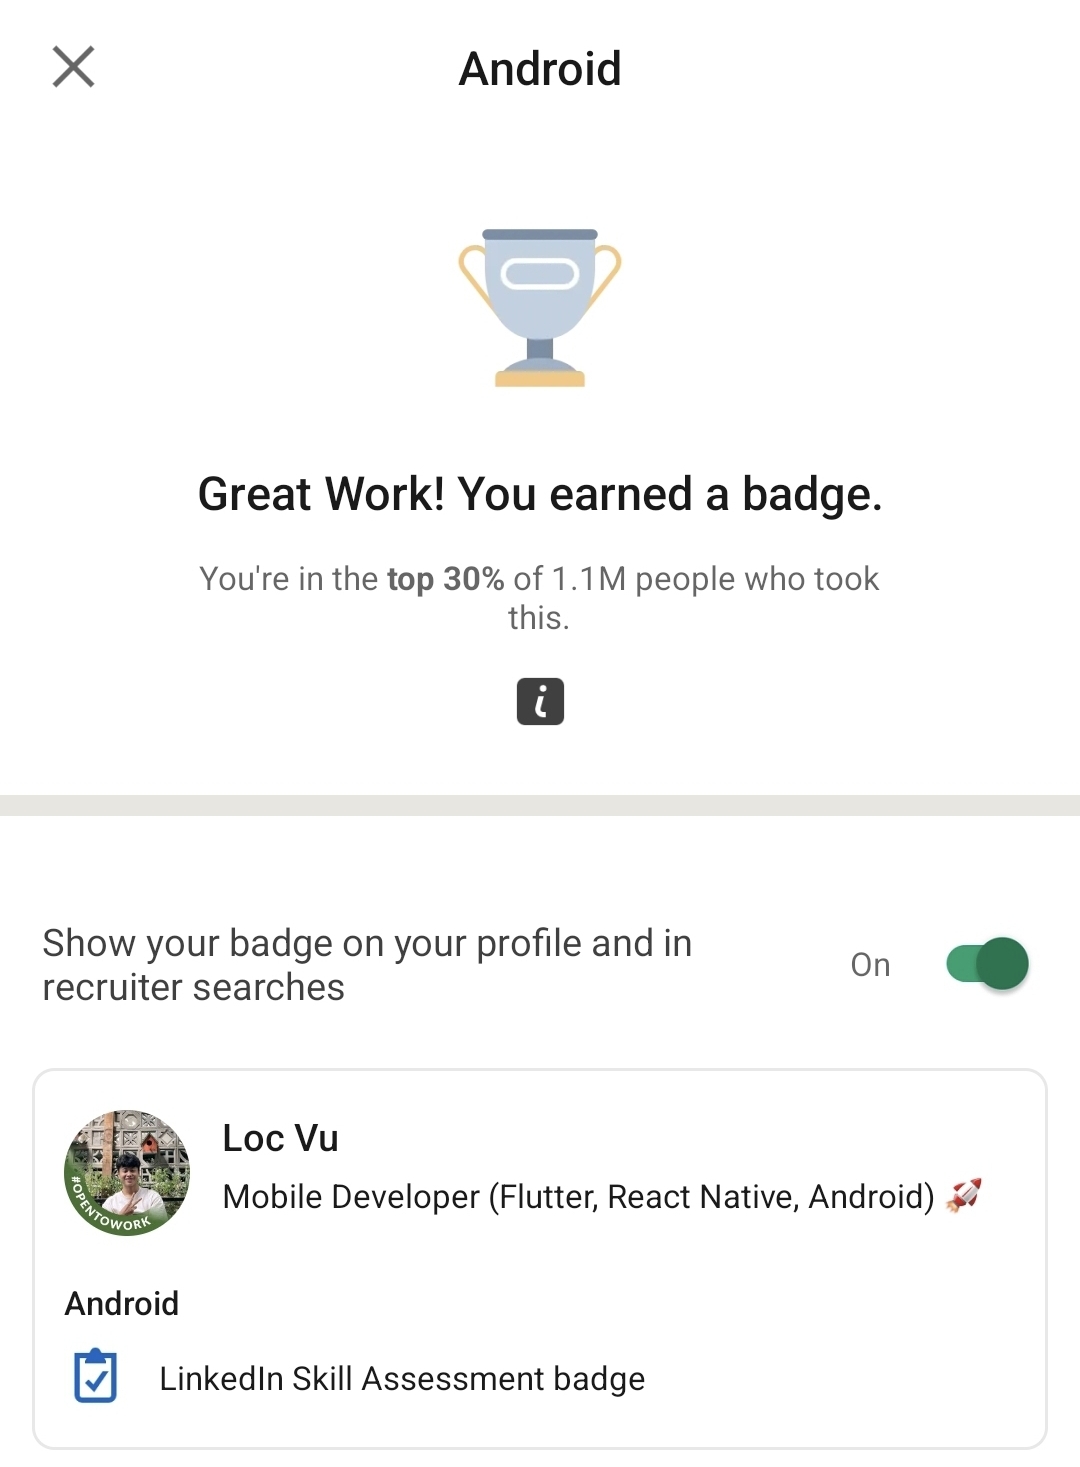 Android
Great Work! You earned a badge.
You're in the top 30% of 1.1M people who took
this.
i
Show your badge on your profile and in
recruiter searches
On
Loc Vu
Mobile Developer (Flutter, React Native, Android) 🚀
#OPENTOWORK
Android
LinkedIn Skill Assessment badge